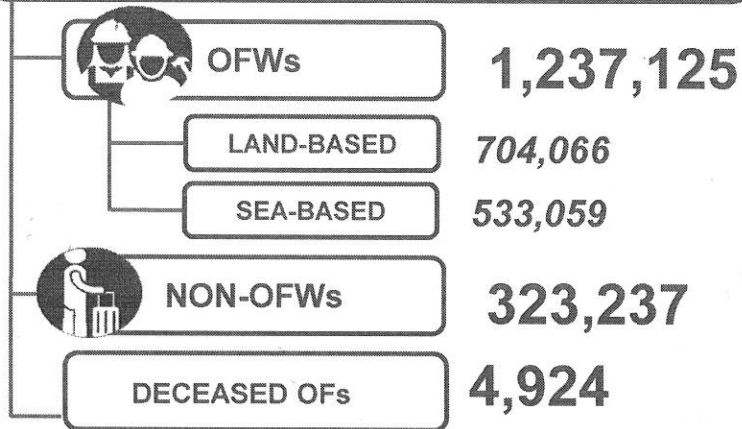 OFWs 1,237,125
LAND-BASED 704,066
SEA-BASED 533,059
NON-OFWs 323,237
DECEASED OFs 4,924